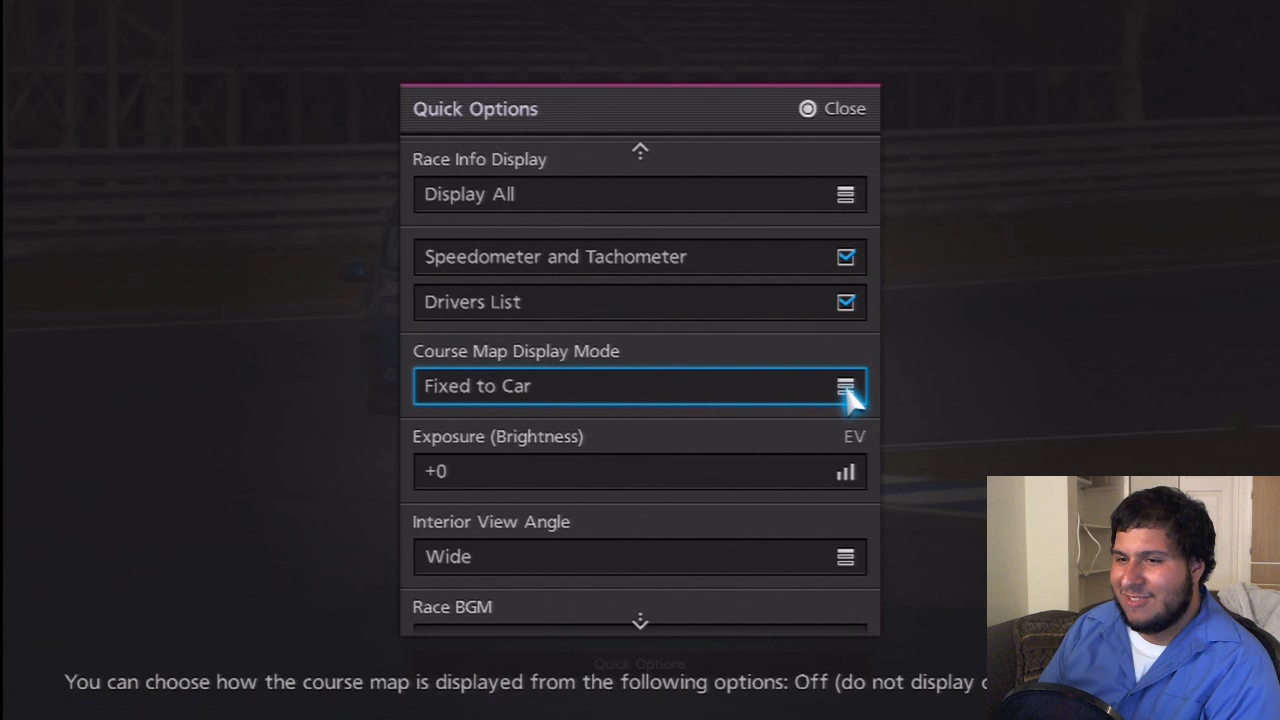 Quick Options
Close
Race Info Display
Display All
Speedometer and Tachometer
Drivers List
Course Map Display Mode
Fixed to Car
Exposure (Brightness) EV
+0
Interior View Angle
Wide
Race BGM
Quick Options
You can choose how the course map is displayed from the following options: Off (do not display